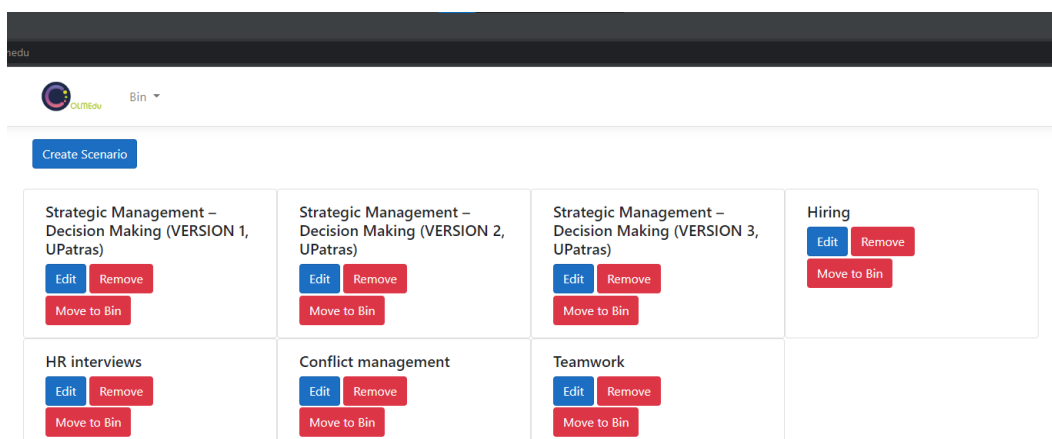 nedu
OLMEdu
Bin
Create Scenario
Strategic Management –
Decision Making (VERSION 1,
UPatras)
Edit Remove
Move to Bin
Strategic Management –
Decision Making (VERSION 2,
UPatras)
Edit Remove
Move to Bin
Strategic Management –
Decision Making (VERSION 3,
UPatras)
Edit Remove
Move to Bin
Hiring
Edit Remove
Move to Bin
HR interviews
Edit Remove
Move to Bin
Conflict management
Edit Remove
Move to Bin
Teamwork
Edit Remove
Move to Bin